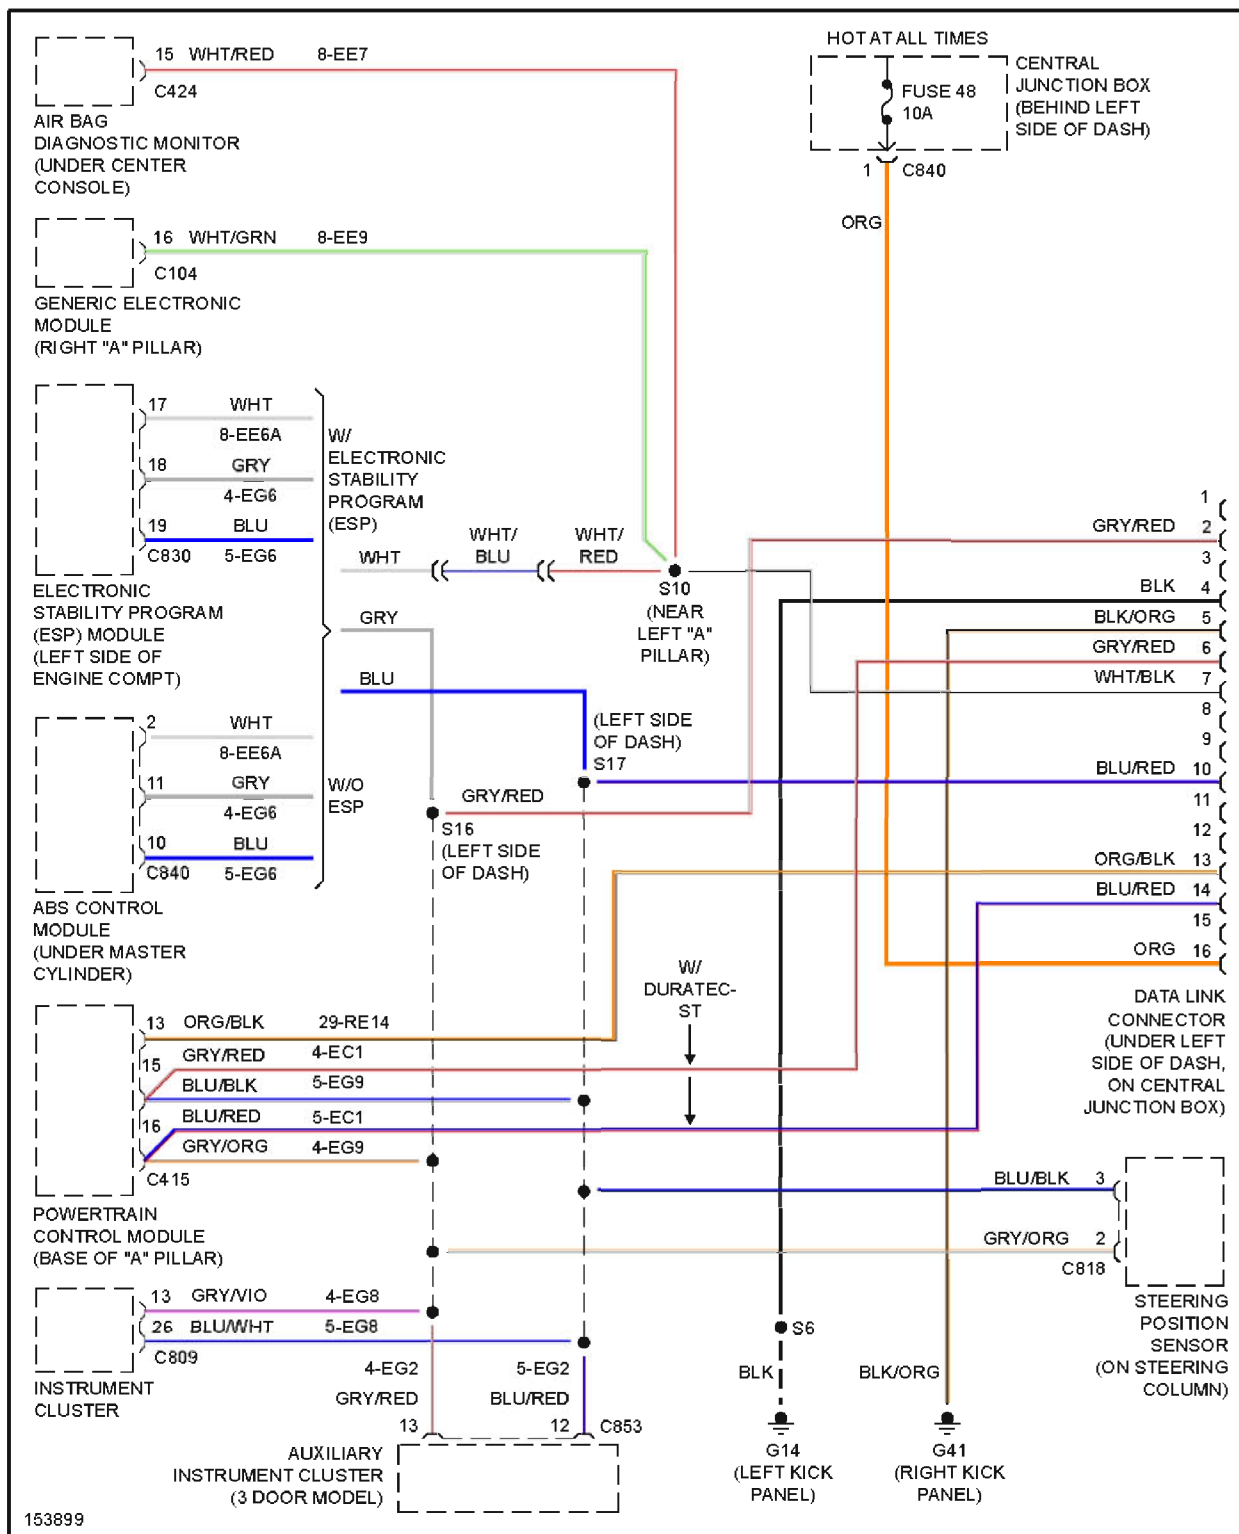 HOT AT ALL TIMES
FUSE 48
10A
CENTRAL
JUNCTION BOX
(BEHIND LEFT
SIDE OF DASH)
1 C840
ORG
15 WHT/RED 8-EE7
C424
AIR BAG
DIAGNOSTIC MONITOR
(UNDER CENTER
CONSOLE)
16 WHT/GRN 8-EE9
C104
GENERIC ELECTRONIC
MODULE
(RIGHT "A" PILLAR)
17 WHT
8-EE6A
18 GRY
4-EG6
19 BLU
C830 5-EG6
ELECTRONIC
STABILITY PROGRAM
(ESP) MODULE
(LEFT SIDE OF
ENGINE COMPT)
W/
ELECTRONIC
STABILITY
PROGRAM
(ESP)
WHT
WHT/
BLU
WHT/
RED
S10
(NEAR
LEFT "A"
PILLAR)
GRY
BLU
(LEFT SIDE
OF DASH)
S17
2 WHT
8-EE6A
11 GRY
4-EG6
10 BLU
C840 5-EG6
ABS CONTROL
MODULE
(UNDER MASTER
CYLINDER)
W/O
ESP
GRY/RED
S16
(LEFT SIDE
OF DASH)
1
GRY/RED 2
3
BLK 4
BLK/ORG 5
GRY/RED 6
WHT/BLK 7
8
9
BLU/RED 10
11
12
ORG/BLK 13
BLU/RED 14
15
ORG 16
DATA LINK
CONNECTOR
(UNDER LEFT
SIDE OF DASH,
ON CENTRAL
JUNCTION BOX)
W/
DURATEC-
ST
13 ORG/BLK 29-RE14
GRY/RED 4-EC1
15
BLU/BLK 5-EG9
BLU/RED 5-EC1
16
GRY/ORG 4-EG9
C415
POWERTRAIN
CONTROL MODULE
(BASE OF "A" PILLAR)
BLU/BLK 3
GRY/ORG 2
C818
STEERING
POSITION
SENSOR
(ON STEERING
COLUMN)
13 GRY/VIO 4-EG8
26 BLU/WHT 5-EG8
C809
INSTRUMENT
CLUSTER
4-EG2
GRY/RED
13
5-EG2
BLU/RED
12 C853
AUXILIARY
INSTRUMENT CLUSTER
(3 DOOR MODEL)
S6
BLK
G14
(LEFT KICK
PANEL)
BLK/ORG
G41
(RIGHT KICK
PANEL)
153899